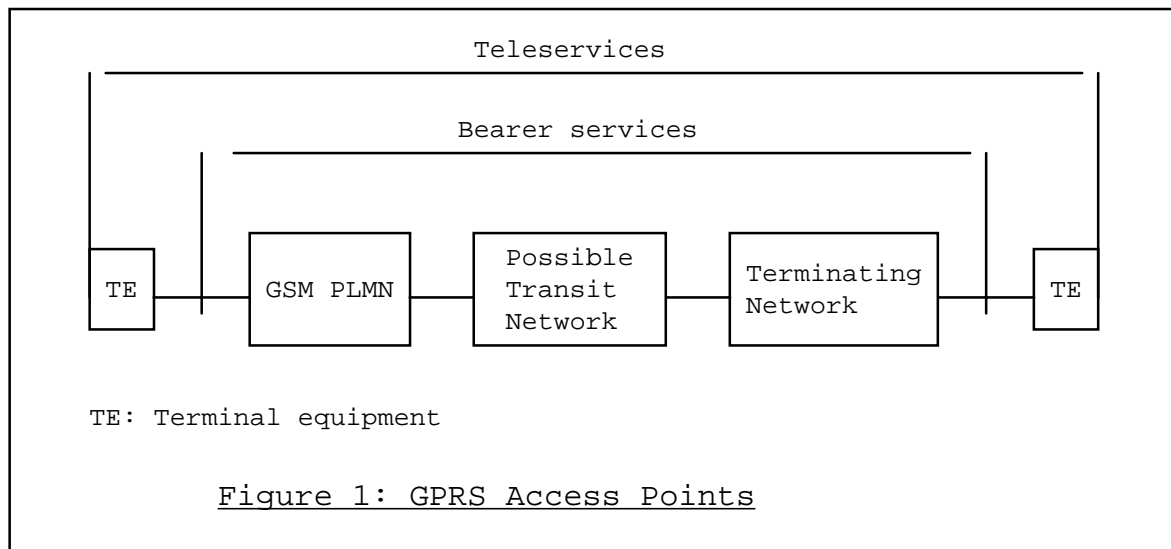 Teleservices
Bearer services
TE
GSM PLMN
Possible
Transit
Network
Terminating
Network
TE
TE: Terminal equipment
Figure 1: GPRS Access Points